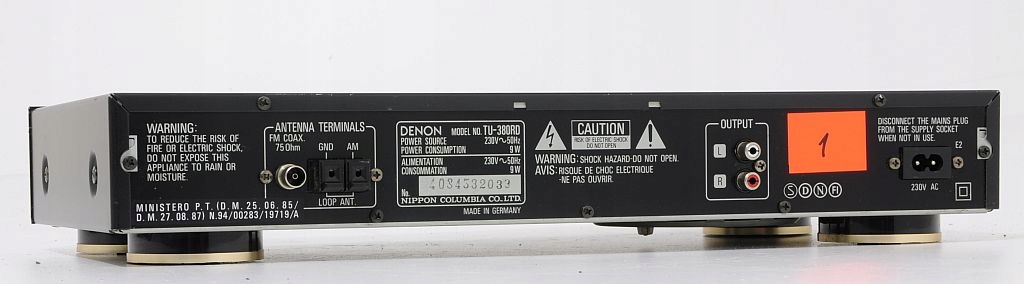 WARNING:
TO REDUCE THE RISK OF
FIRE OR ELECTRIC SHOCK,
DO NOT EXPOSE THIS
APPLIANCE TO RAIN OR
MOISTURE.
MINISTERO P.T. (D.M. 25. 06. 85/
D.M. 27. 08. 87) N.94/00283/19719/A
ANTENNA TERMINALS
FM COAX.
75Ohm
GND AM
LOOP ANT.
DENON MODEL NO. TU-380RD
POWER SOURCE 230V~50Hz
POWER CONSUMPTION 9W
ALIMENTATION 230V~50Hz
CONSOMMATION 9W
No. 4084532039
NIPPON COLUMBIA CO., LTD.
MADE IN GERMANY
CAUTION
RISK OF ELECTRIC SHOCK
DO NOT OPEN
WARNING: SHOCK HAZARD-DO NOT OPEN.
AVIS: RISQUE DE CHOC ELECTRIQUE
-NE PAS OUVRIR.
OUTPUT
L
R
1
S D N FI
DISCONNECT THE MAINS PLUG
FROM THE SUPPLY SOCKET
WHEN NOT IN USE.
E2
230V AC